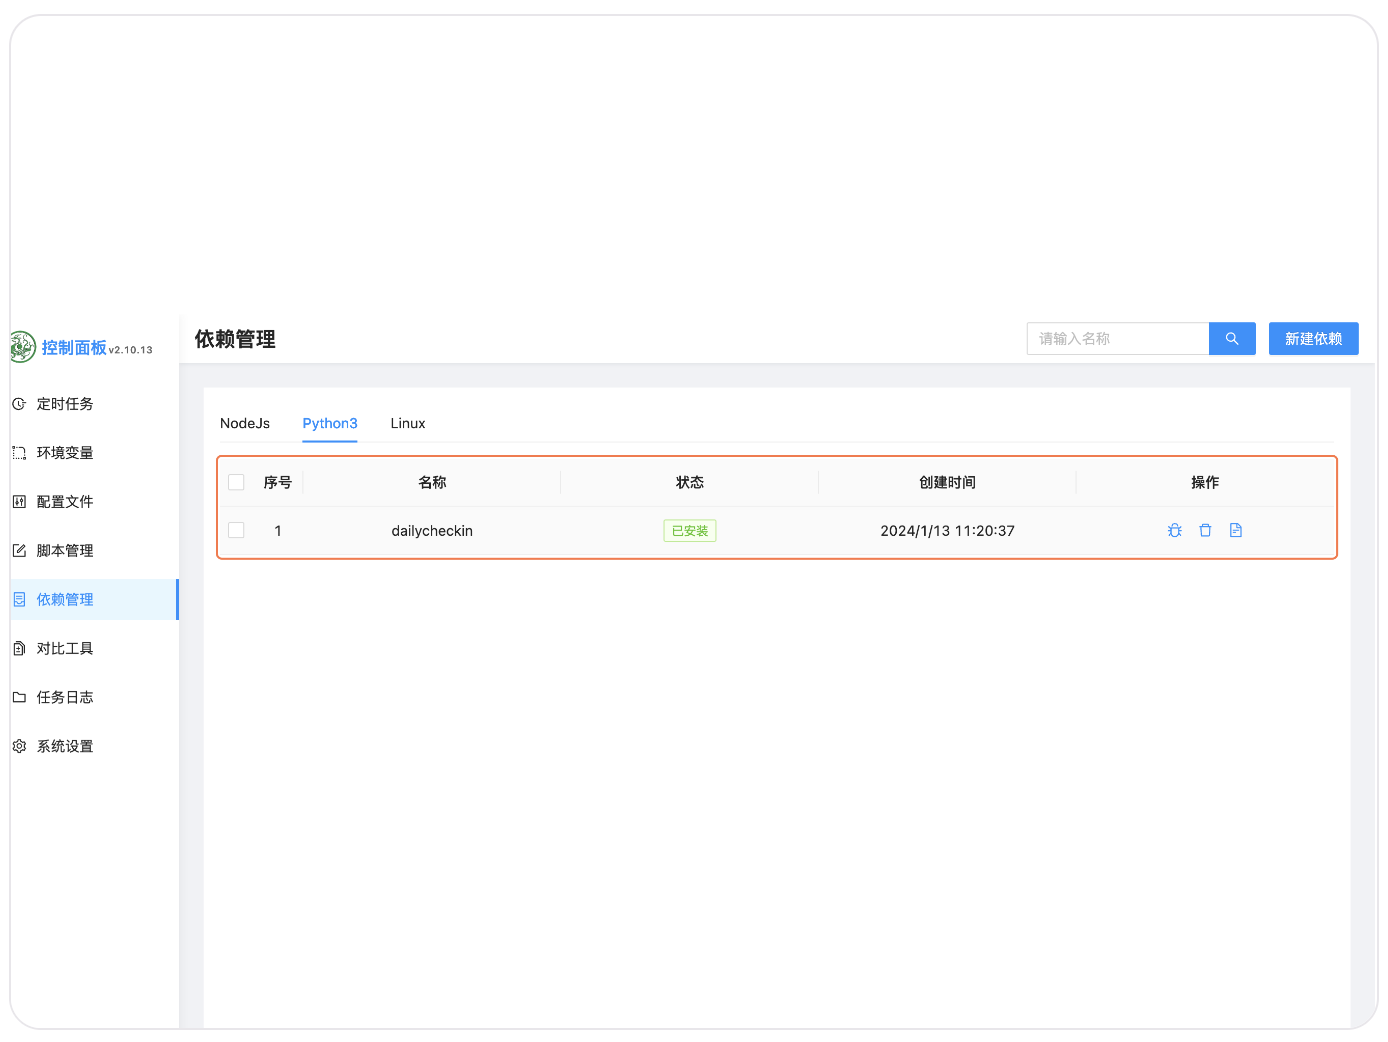 控制面板 v2.10.13
定时任务
环境变量
配置文件
脚本管理
依赖管理
对比工具
任务日志
系统设置
依赖管理
请输入名称
新建依赖
NodeJs Python3 Linux
序号 名称 状态 创建时间 操作
1 dailycheckin 已安装 2024/1/13 11:20:37